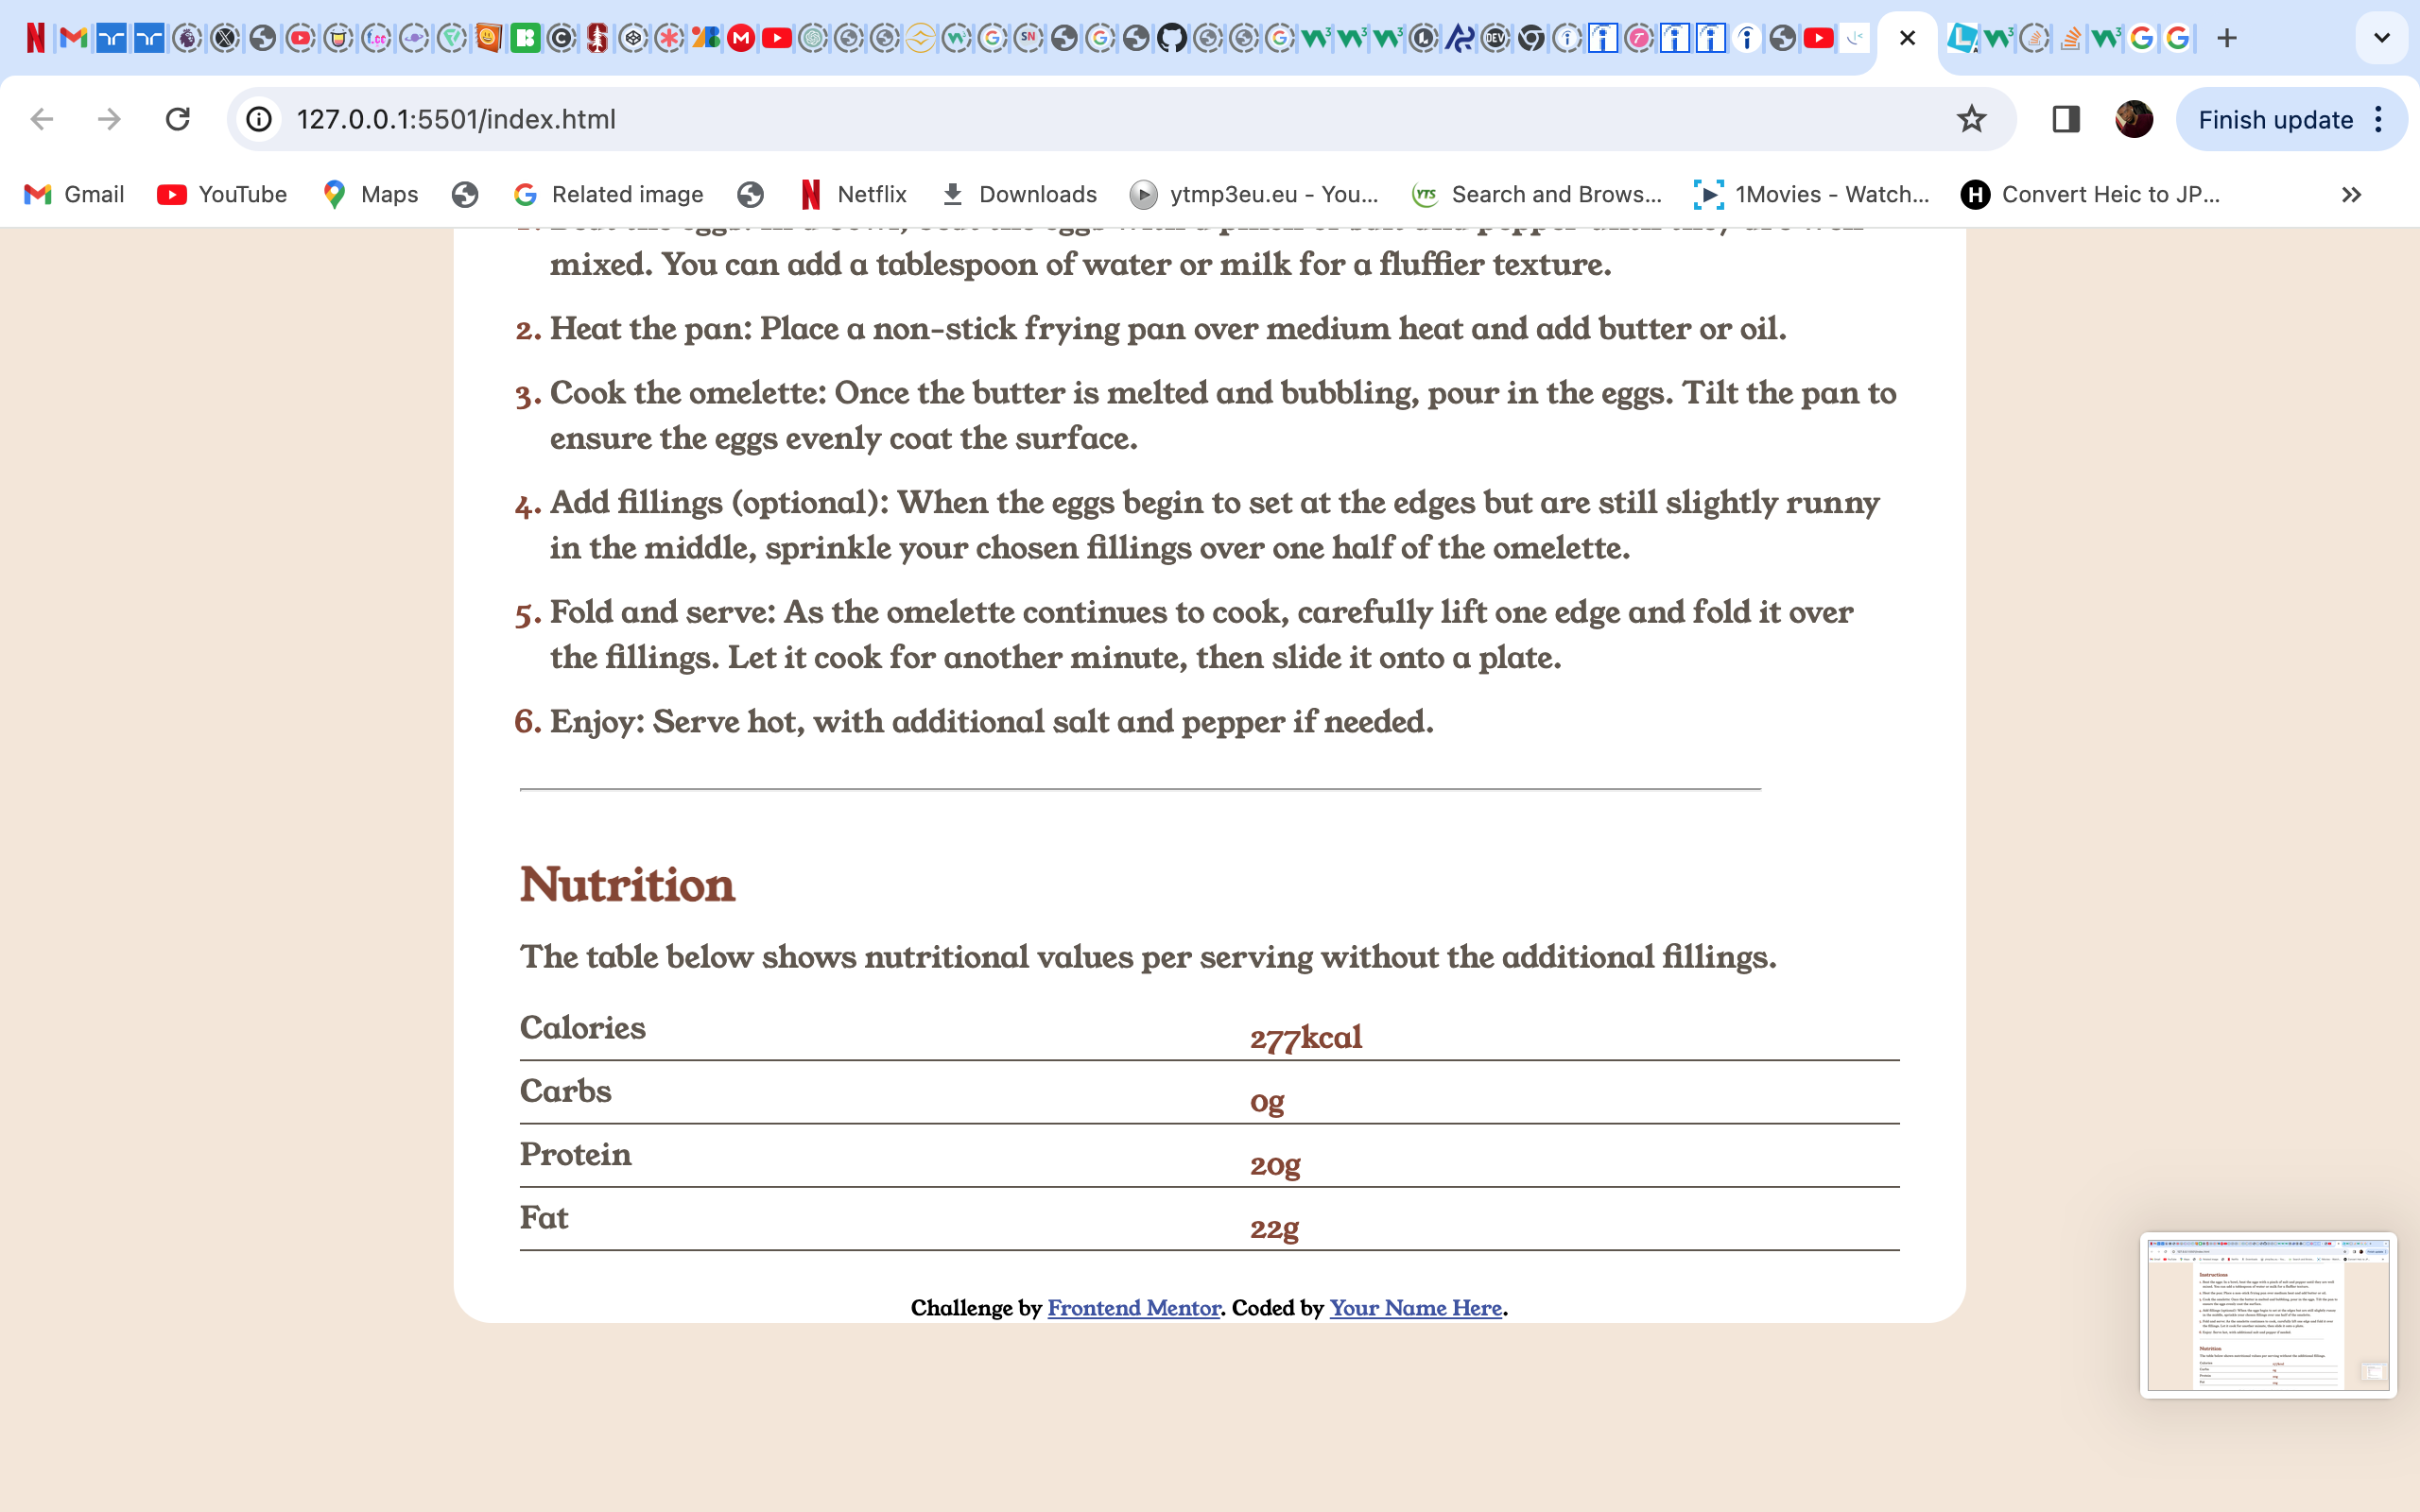 127.0.0.1:5501/index.html
Finish update
Gmail
YouTube
Maps
Related image
Netflix
Downloads
ytmp3eu.eu - You...
Search and Brows...
1Movies - Watch...
Convert Heic to JP...
mixed. You can add a tablespoon of water or milk for a fluffier texture.
2. Heat the pan: Place a non-stick frying pan over medium heat and add butter or oil.
3. Cook the omelette: Once the butter is melted and bubbling, pour in the eggs. Tilt the pan to
ensure the eggs evenly coat the surface.
4. Add fillings (optional): When the eggs begin to set at the edges but are still slightly runny
in the middle, sprinkle your chosen fillings over one half of the omelette.
5. Fold and serve: As the omelette continues to cook, carefully lift one edge and fold it over
the fillings. Let it cook for another minute, then slide it onto a plate.
6. Enjoy: Serve hot, with additional salt and pepper if needed.
Nutrition
The table below shows nutritional values per serving without the additional fillings.
Calories 277kcal
Carbs 0g
Protein 20g
Fat 22g
Challenge by Frontend Mentor. Coded by Your Name Here.